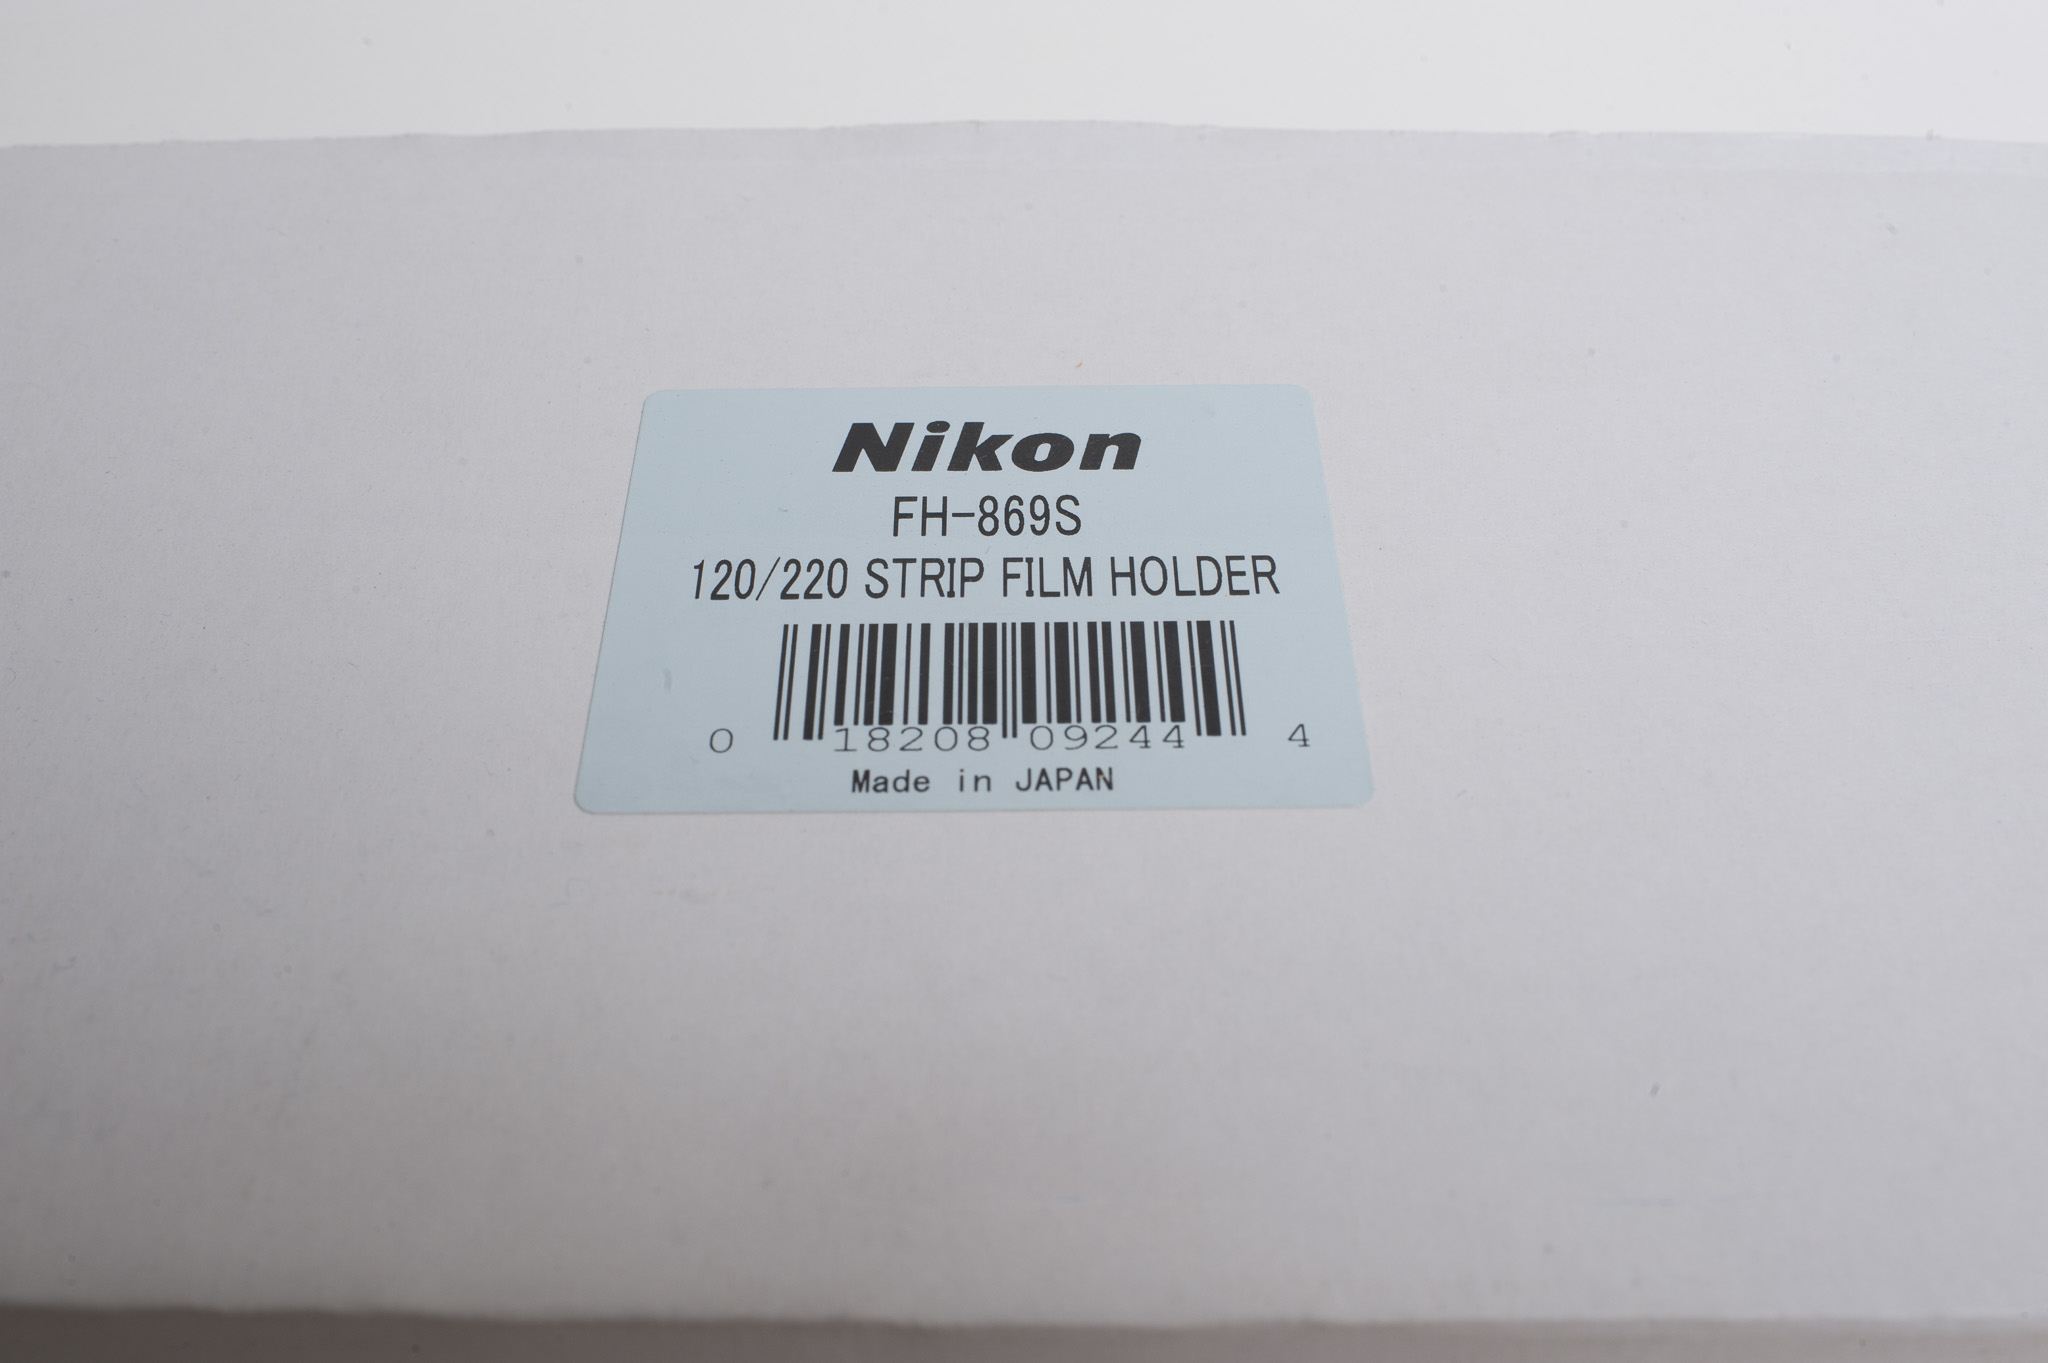 Nikon
FH-869S
120/220 STRIP FILM HOLDER
0 18208 09244 4
Made in JAPAN